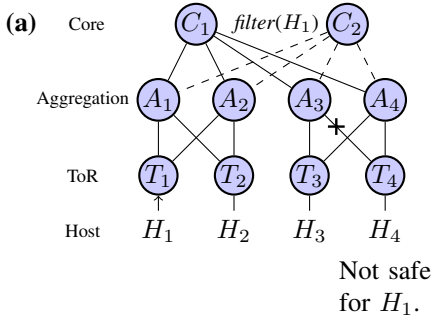 (a) Core C1 filter(H1) C2
Aggregation A1 A2 A3 A4
ToR T1 T2 T3 T4
Host H1 H2 H3 H4
Not safe
for H1.